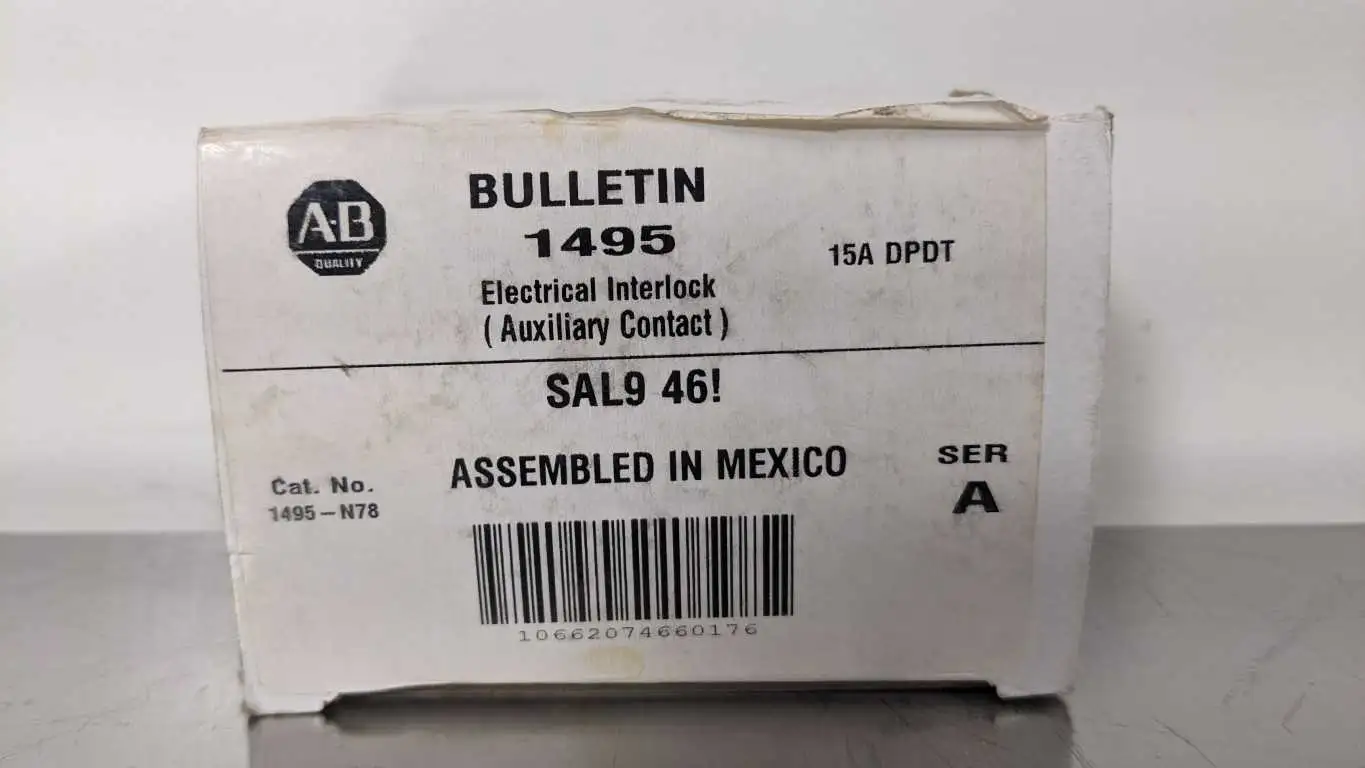 A-B
QUALITY
BULLETIN
1495
Electrical Interlock
( Auxiliary Contact )
15A DPDT
SAL9 46!
ASSEMBLED IN MEXICO
SER
A
Cat. No.
1495-N78
10662074660176